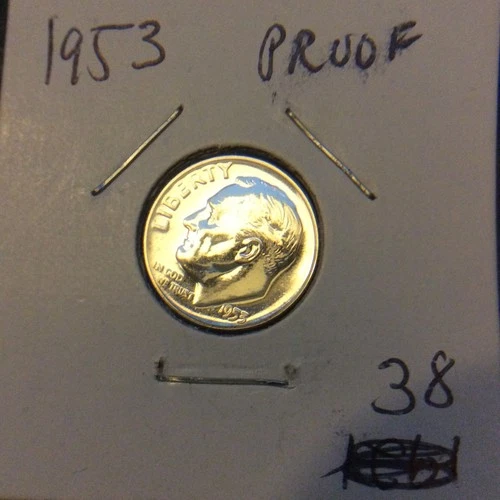 1953 PROOF
LIBERTY
IN GOD
WE TRUST
1953
38